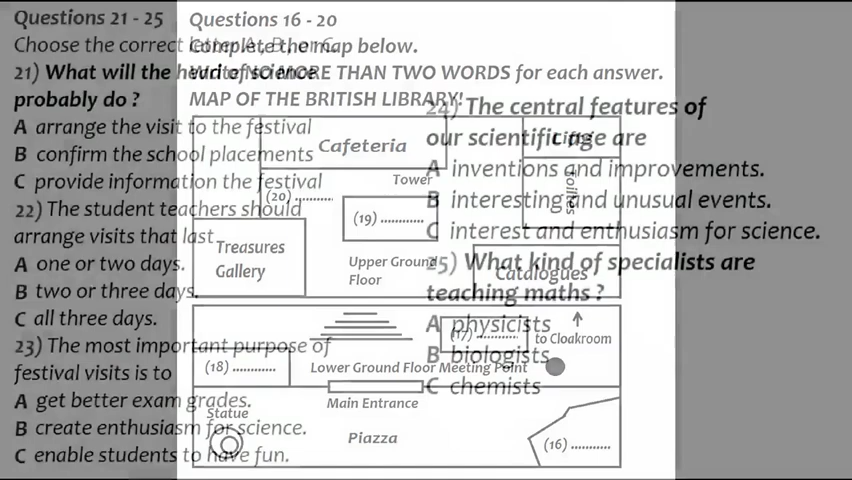 Questions 21 - 25
Choose the correct letter A, B, or C.
21) What will the head of science
probably do ?
A arrange the visit to the festival
B confirm the school placements
C provide information the festival
22) The student teachers should
arrange visits that last
A one or two days.
B two or three days.
C all three days.
23) The most important purpose of
festival visits is to
A get better exam grades.
B create enthusiasm for science.
C enable students to have fun.
24) The central features of
our scientific age are
A inventions and improvements.
B interesting and unusual events.
C interest and enthusiasm for science.
25) What kind of specialists are
teaching maths ?
A physicists
B biologists
C chemists
Questions 16 - 20
Complete the map below.
Write NO MORE THAN TWO WORDS for each answer.
MAP OF THE BRITISH LIBRARY!
Cafeteria
Lifts
Tower
Toilets
(20) ..........
(19) ...........
Treasures
Gallery
Upper Ground
Floor
Catalogues
(17) ...........
to Cloakroom
(18) ...........
Lower Ground Floor Meeting Point
Main Entrance
Statue
Piazza
(16) ...........